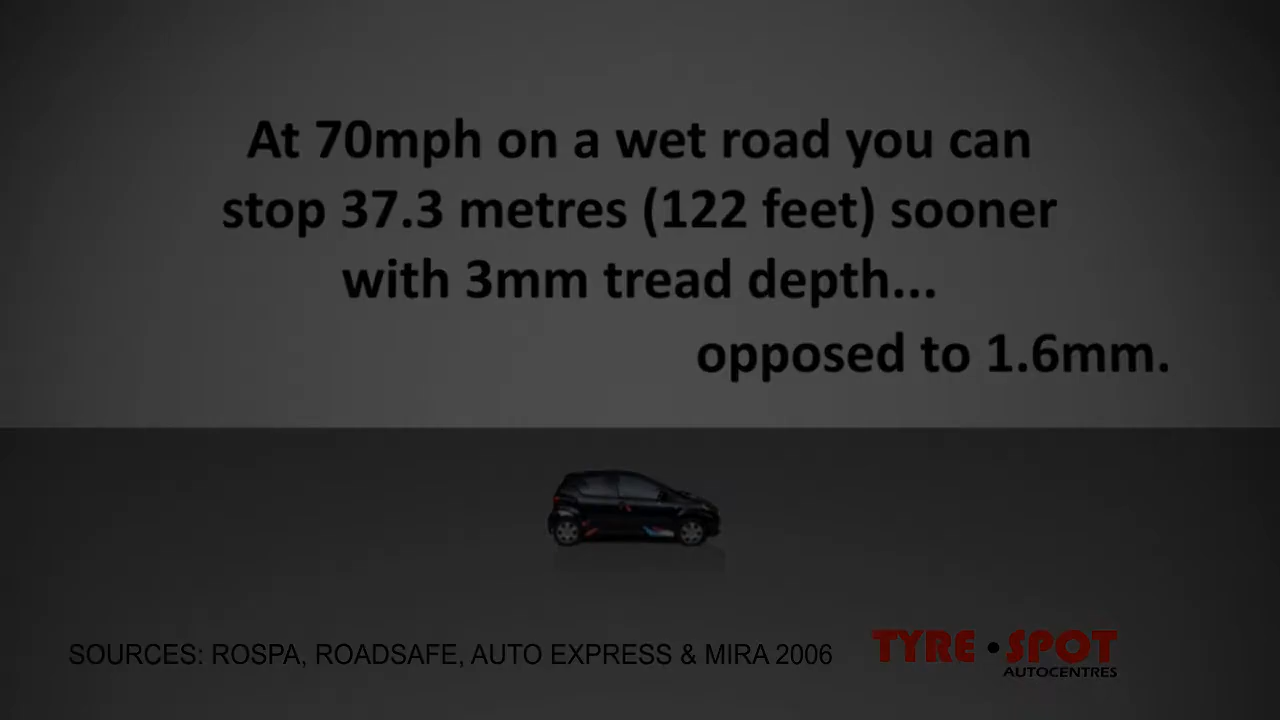 At 70mph on a wet road you can
stop 37.3 metres (122 feet) sooner
with 3mm tread depth...
opposed to 1.6mm.
SOURCES: ROSPA, ROADSAFE, AUTO EXPRESS & MIRA 2006
TYRE • SPOT
AUTOCENTRES